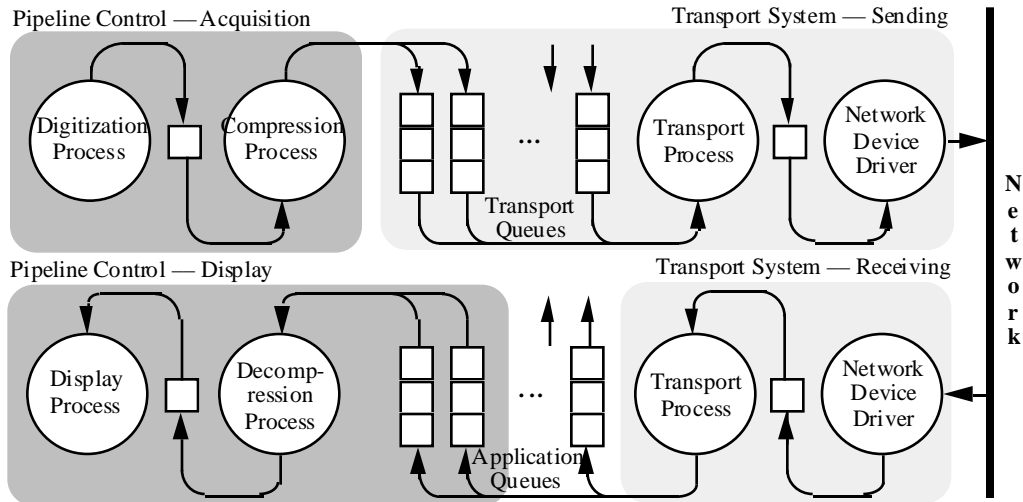 Pipeline Control — Acquisition
Transport System — Sending
Digitization
Process
Compression
Process
...
Transport
Process
Network
Device
Driver
Transport
Queues
Network
Pipeline Control — Display
Transport System — Receiving
Display
Process
Decomp-
ression
Process
...
Transport
Process
Network
Device
Driver
Application
Queues